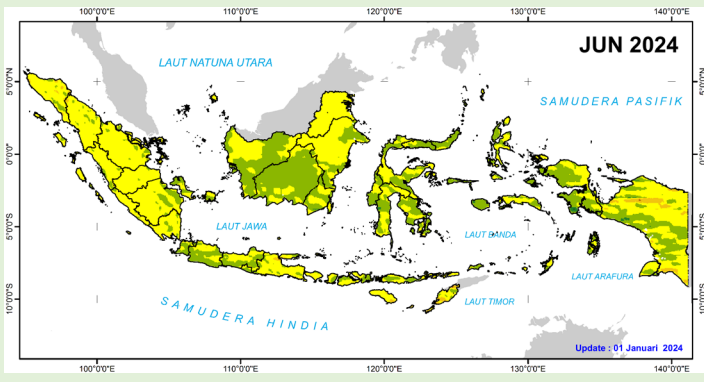 100°0'0"E 110°0'0"E 120°0'0"E 130°0'0"E 140°0'0"E
JUN 2024
LAUT NATUNA UTARA
5°0'0"N 5°0'0"N
SAMUDERA PASIFIK
0°0'0" 0°0'0"
LAUT JAWA
LAUT BANDA
5°0'0"S 5°0'0"S
LAUT ARAFURA
LAUT TIMOR
10°0'0"S 10°0'0"S
SAMUDERA HINDIA
Update : 01 Januari 2024
100°0'0"E 110°0'0"E 120°0'0"E 130°0'0"E 140°0'0"E